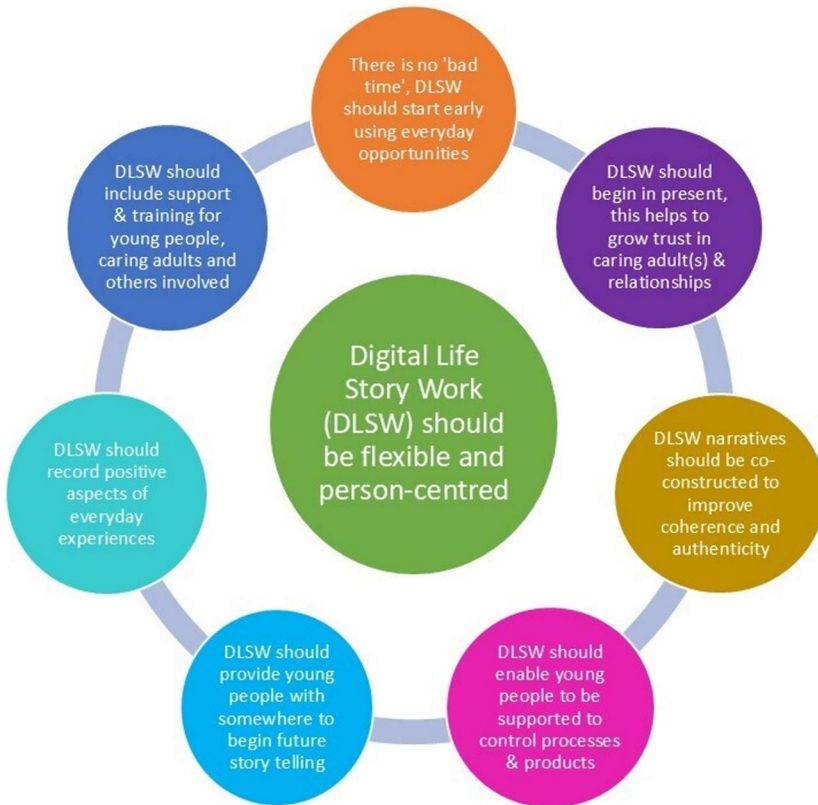 There is no 'bad
time', DLSW
should start early
using everyday
opportunities
DLSW should
begin in present,
this helps to
grow trust in
caring adult(s) &
relationships
DLSW narratives
should be co-
constructed to
improve
coherence and
authenticity
DLSW should
enable young
people to be
supported to
control processes
& products
DLSW should
provide young
people with
somewhere to
begin future
story telling
DLSW should
record positive
aspects of
everyday
experiences
DLSW should
include support
& training for
young people,
caring adults and
others involved
Digital Life
Story Work
(DLSW) should
be flexible and
person-centred